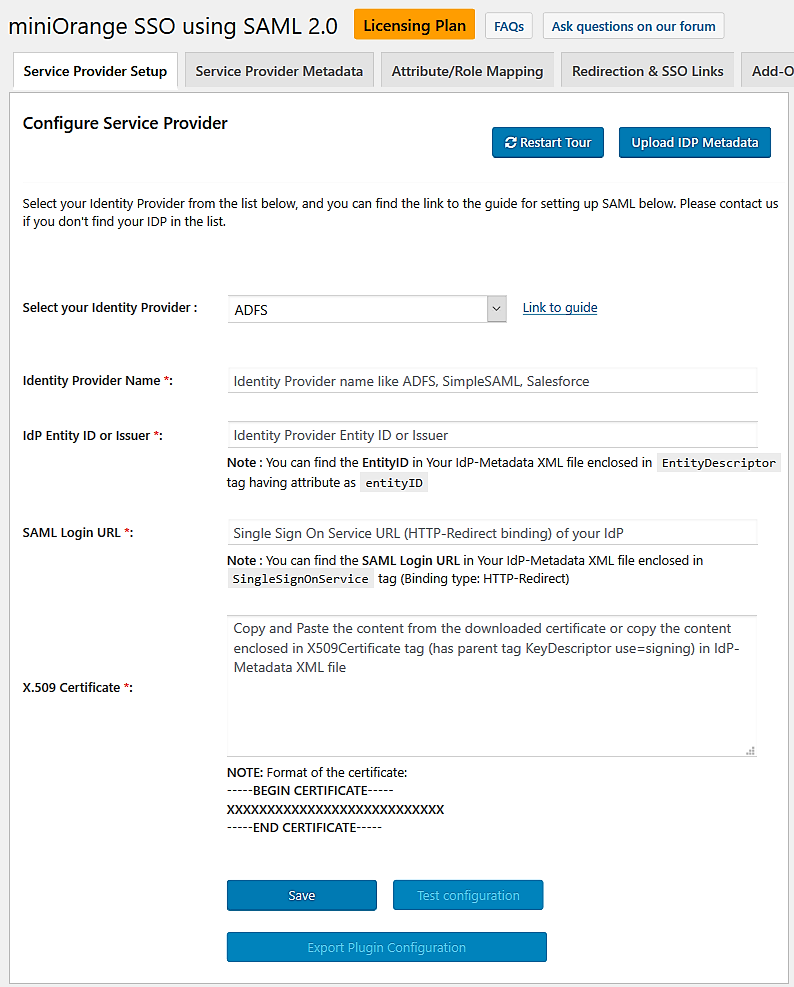 miniOrange SSO using SAML 2.0 Licensing Plan FAQs Ask questions on our forum
Service Provider Setup Service Provider Metadata Attribute/Role Mapping Redirection & SSO Links Add-O
Configure Service Provider
Restart Tour Upload IDP Metadata
Select your Identity Provider from the list below, and you can find the link to the guide for setting up SAML below. Please contact us
if you don't find your IDP in the list.
Select your Identity Provider : ADFS Link to guide
Identity Provider Name *: Identity Provider name like ADFS, SimpleSAML, Salesforce
IdP Entity ID or Issuer *: Identity Provider Entity ID or Issuer
Note : You can find the EntityID in Your IdP-Metadata XML file enclosed in EntityDescriptor
tag having attribute as entityID
SAML Login URL *: Single Sign On Service URL (HTTP-Redirect binding) of your IdP
Note : You can find the SAML Login URL in Your IdP-Metadata XML file enclosed in
SingleSignOnService tag (Binding type: HTTP-Redirect)
Copy and Paste the content from the downloaded certificate or copy the content
enclosed in X509Certificate tag (has parent tag KeyDescriptor use=signing) in IdP-
Metadata XML file
X.509 Certificate *:
NOTE: Format of the certificate:
-----BEGIN CERTIFICATE-----
XXXXXXXXXXXXXXXXXXXXXXXXXXX
-----END CERTIFICATE-----
Save Test configuration
Export Plugin Configuration